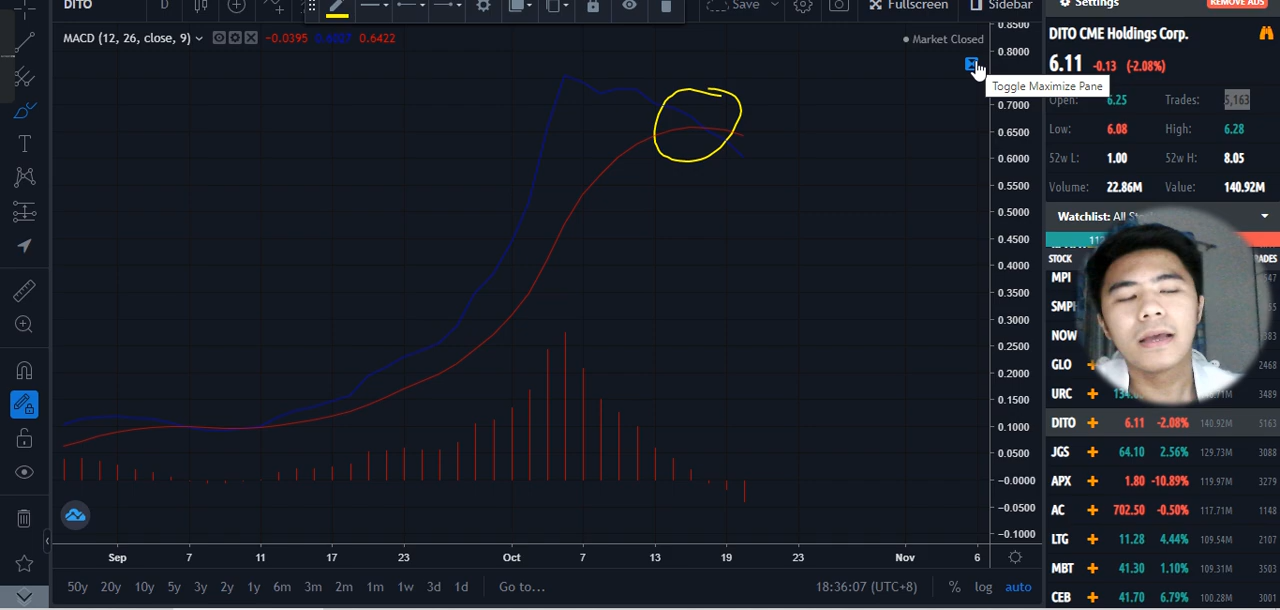 DITO D Save Fullscreen Sidebar
Settings REMOVE ADS
MACD (12, 26, close, 9) -0.0395 0.6422
Market Closed
Toggle Maximize Pane
0.8500
0.8000
0.7000
0.6500
0.6000
0.5500
0.5000
0.4500
0.4000
0.3500
0.3000
0.2500
0.2000
0.1500
0.1000
0.0500
-0.0000
-0.0500
-0.1000
Sep 7 11 17 23 Oct 7 13 19 23 Nov 6
50y 20y 10y 5y 3y 2y 1y 6m 3m 2m 1m 1w 3d 1d Go to... 18:36:07 (UTC+8) % log auto
DITO CME Holdings Corp.
6.11 -0.13 (-2.08%)
Open: 6.25 Trades: 5,163
Low: 6.08 High: 6.28
52w L: 1.00 52w H: 8.05
Volume: 22.86M Value: 140.92M
Watchlist: All
STOCK
MPI
SMPH
NOW
GLO
URC 3489
DITO 6.11 -2.08% 140.92M 5163
JGS 64.10 2.56% 129.73M 3088
APX 1.80 -10.89% 119.97M 3279
AC 702.50 -0.50% 117.71M 1148
LTG 11.28 4.44% 109.54M 3503
MBT 41.30 1.10% 109.31M
CEB 41.70 6.79% 100.28M 3001